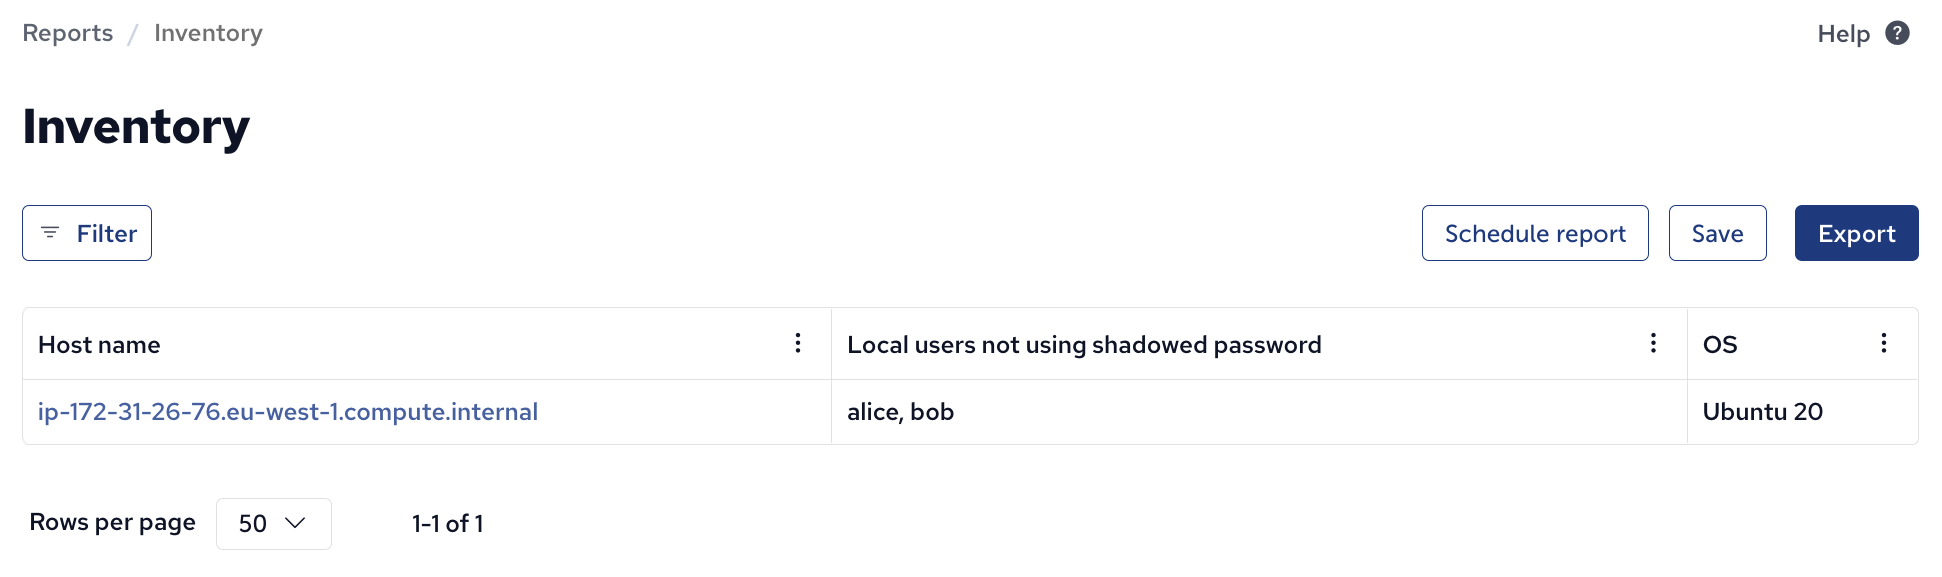 Reports / Inventory
Help ?
Inventory
Filter
Schedule report
Save
Export
Host name
Local users not using shadowed password
OS
ip-172-31-26-76.eu-west-1.compute.internal
alice, bob
Ubuntu 20
Rows per page
50
1-1 of 1